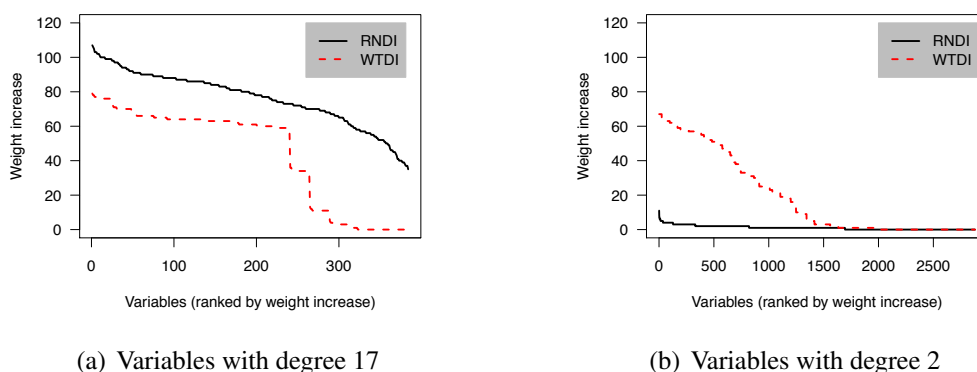 120
100
80
60
40
20
0
Weight increase
RNDI
WTDI
0 100 200 300
Variables (ranked by weight increase)
(a) Variables with degree 17
120
100
80
60
40
20
0
Weight increase
RNDI
WTDI
0 500 1000 1500 2000 2500
Variables (ranked by weight increase)
(b) Variables with degree 2